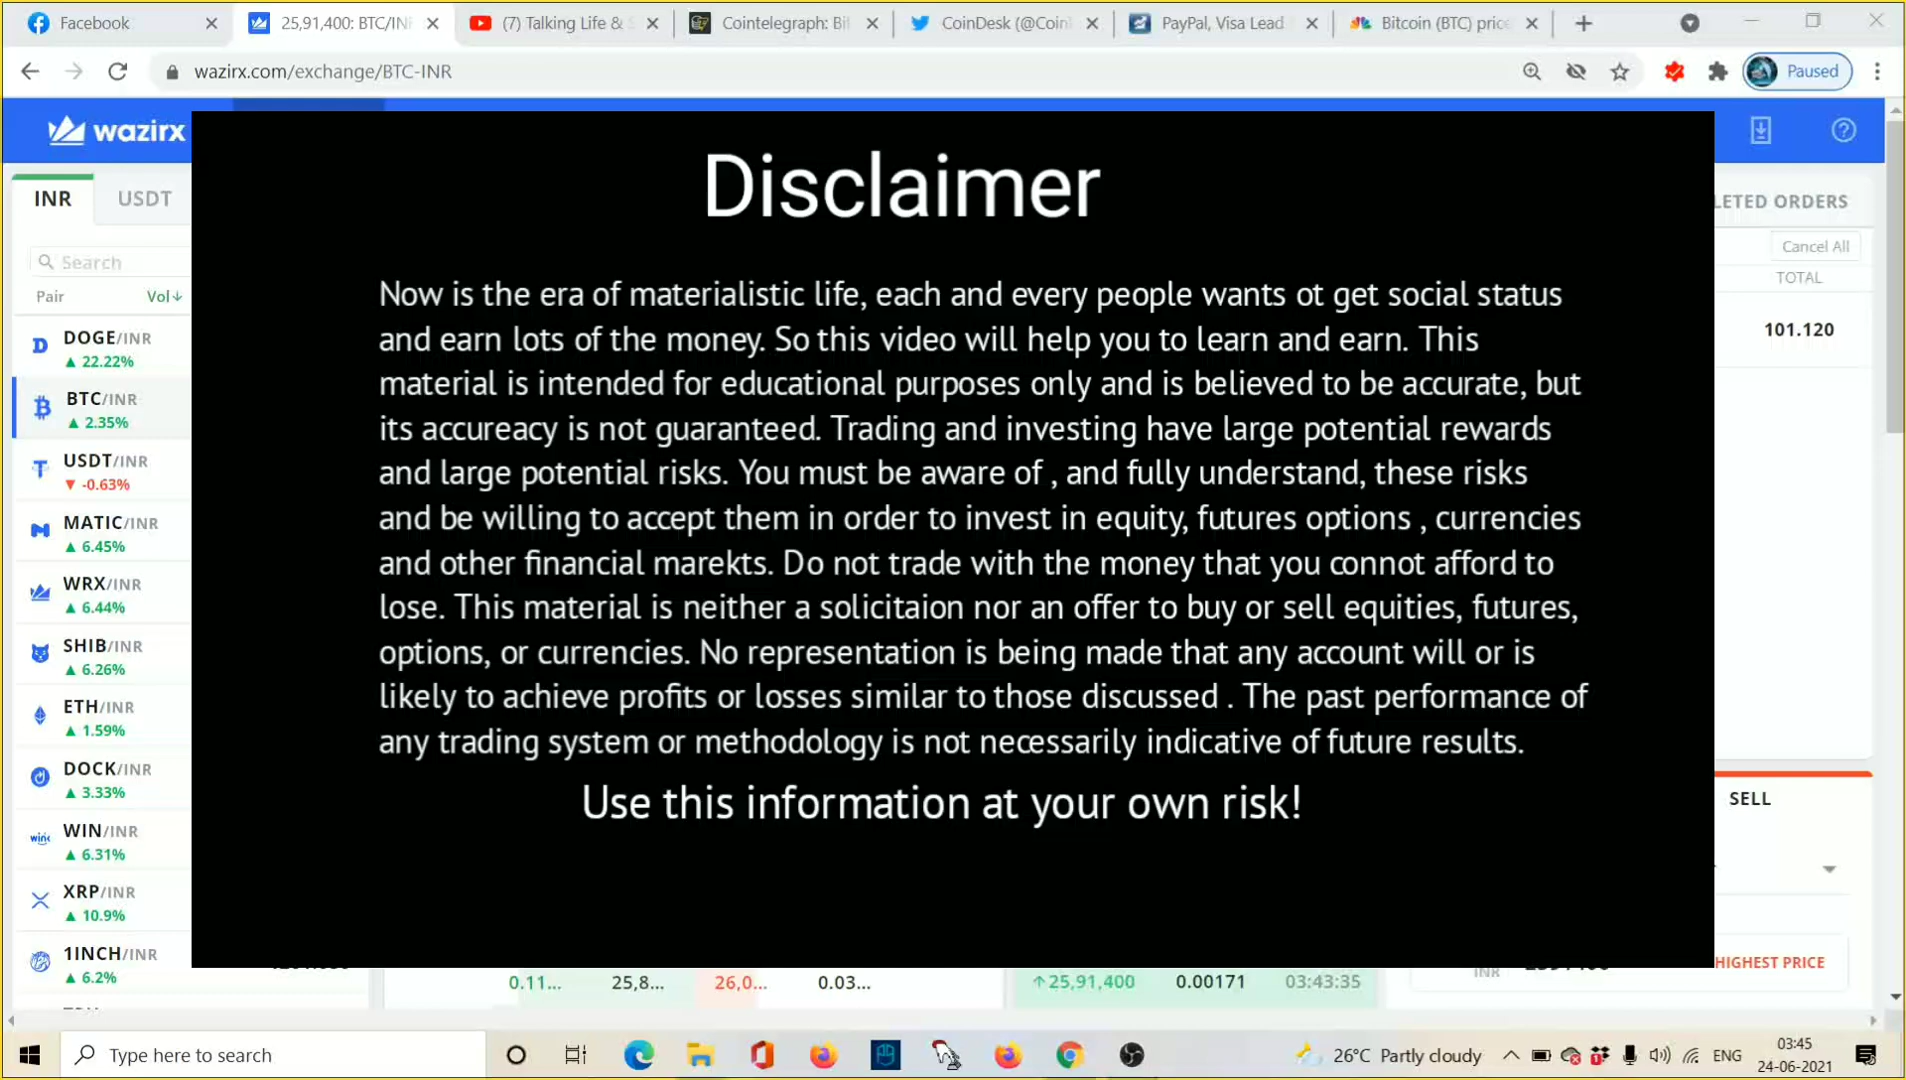 Facebook
25,91,400: BTC/IN
(7) Talking Life &
Cointelegraph: Bi
CoinDesk (@Coin
PayPal, Visa Lead
Bitcoin (BTC) price
wazirx.com/exchange/BTC-INR
Paused
wazirx
INR
USDT
LETED ORDERS
Search
Cancel All
Pair
Vol↓
TOTAL
DOGE/INR
▲ 22.22%
101.120
BTC/INR
▲ 2.35%
USDT/INR
▼ -0.63%
MATIC/INR
▲ 6.45%
WRX/INR
▲ 6.44%
SHIB/INR
▲ 6.26%
ETH/INR
▲ 1.59%
DOCK/INR
▲ 3.33%
WIN/INR
▲ 6.31%
XRP/INR
▲ 10.9%
1INCH/INR
▲ 6.2%
Disclaimer
Now is the era of materialistic life, each and every people wants ot get social status
and earn lots of the money. So this video will help you to learn and earn. This
material is intended for educational purposes only and is believed to be accurate, but
its accureacy is not guaranteed. Trading and investing have large potential rewards
and large potential risks. You must be aware of , and fully understand, these risks
and be willing to accept them in order to invest in equity, futures options , currencies
and other financial marekts. Do not trade with the money that you connot afford to
lose. This material is neither a solicitaion nor an offer to buy or sell equities, futures,
options, or currencies. No representation is being made that any account will or is
likely to achieve profits or losses similar to those discussed . The past performance of
any trading system or methodology is not necessarily indicative of future results.
Use this information at your own risk!
SELL
HIGHEST PRICE
INR
0.11...
25,8...
26,0...
0.03...
↑25,91,400
0.00171
03:43:35
Type here to search
26°C Partly cloudy
ENG
03:45
24-06-2021